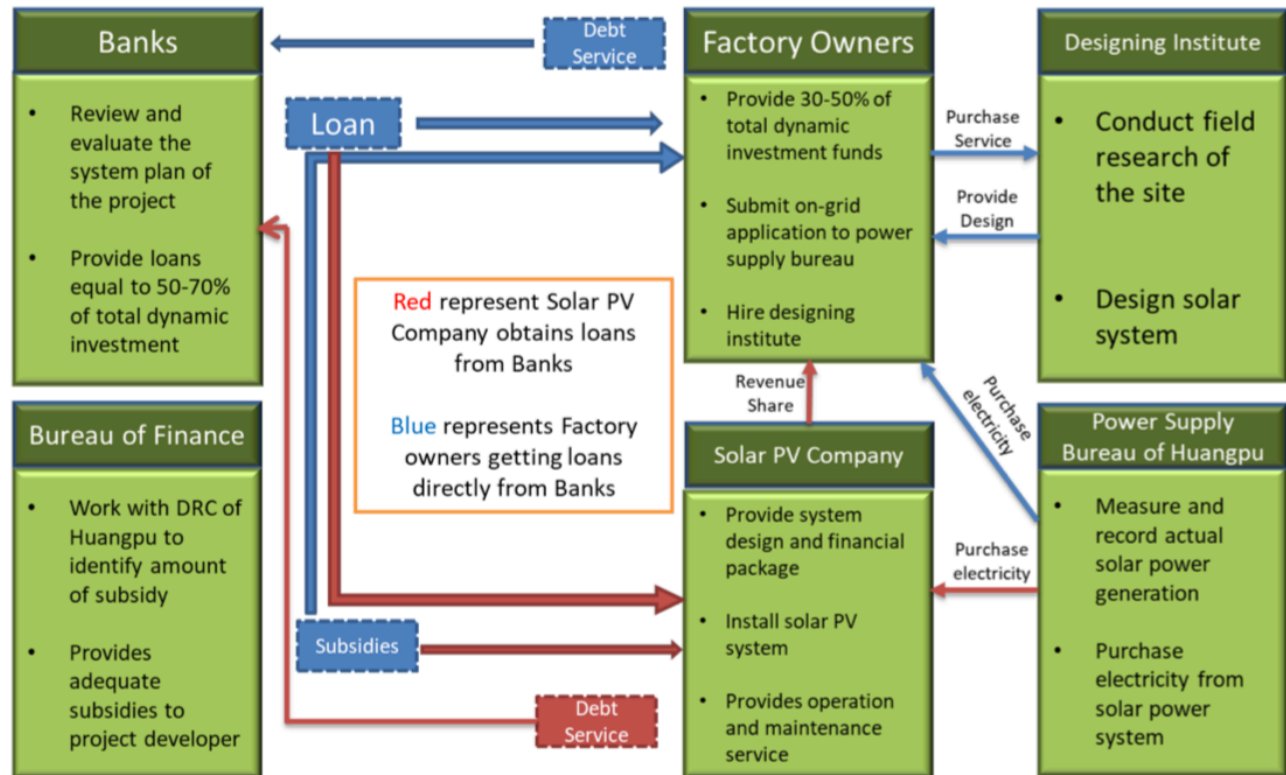 Banks
• Review and
evaluate the
system plan of
the project
• Provide loans
equal to 50-70%
of total dynamic
investment
Debt
Service
Loan
Factory Owners
• Provide 30-50% of
total dynamic
investment funds
• Submit on-grid
application to power
supply bureau
• Hire designing
institute
Purchase
Service
Provide
Design
Designing Institute
• Conduct field
research of
the site
• Design solar
system
Red represent Solar PV
Company obtains loans
from Banks
Blue represents Factory
owners getting loans
directly from Banks
Revenue
Share
Purchase
electricity
Bureau of Finance
• Work with DRC of
Huangpu to
identify amount
of subsidy
• Provides
adequate
subsidies to
project developer
Subsidies
Debt
Service
Solar PV Company
• Provide system
design and financial
package
• Install solar PV
system
• Provides operation
and maintenance
service
Purchase
electricity
Power Supply
Bureau of Huangpu
• Measure and
record actual
solar power
generation
• Purchase
electricity from
solar power
system